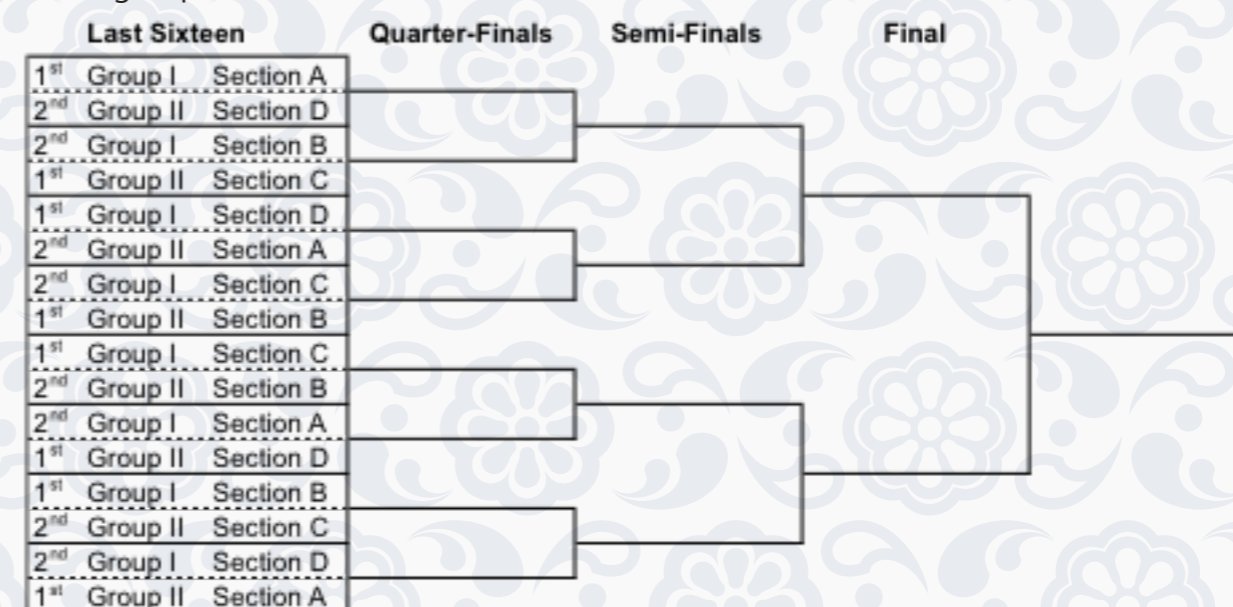 Last Sixteen Quarter-Finals Semi-Finals Final
1st Group I Section A
2nd Group II Section D
2nd Group I Section B
1st Group II Section C
1st Group I Section D
2nd Group II Section A
2nd Group I Section C
1st Group II Section B
1st Group I Section C
2nd Group II Section B
2nd Group I Section A
1st Group II Section D
1st Group I Section B
2nd Group II Section C
2nd Group I Section D
1st Group II Section A